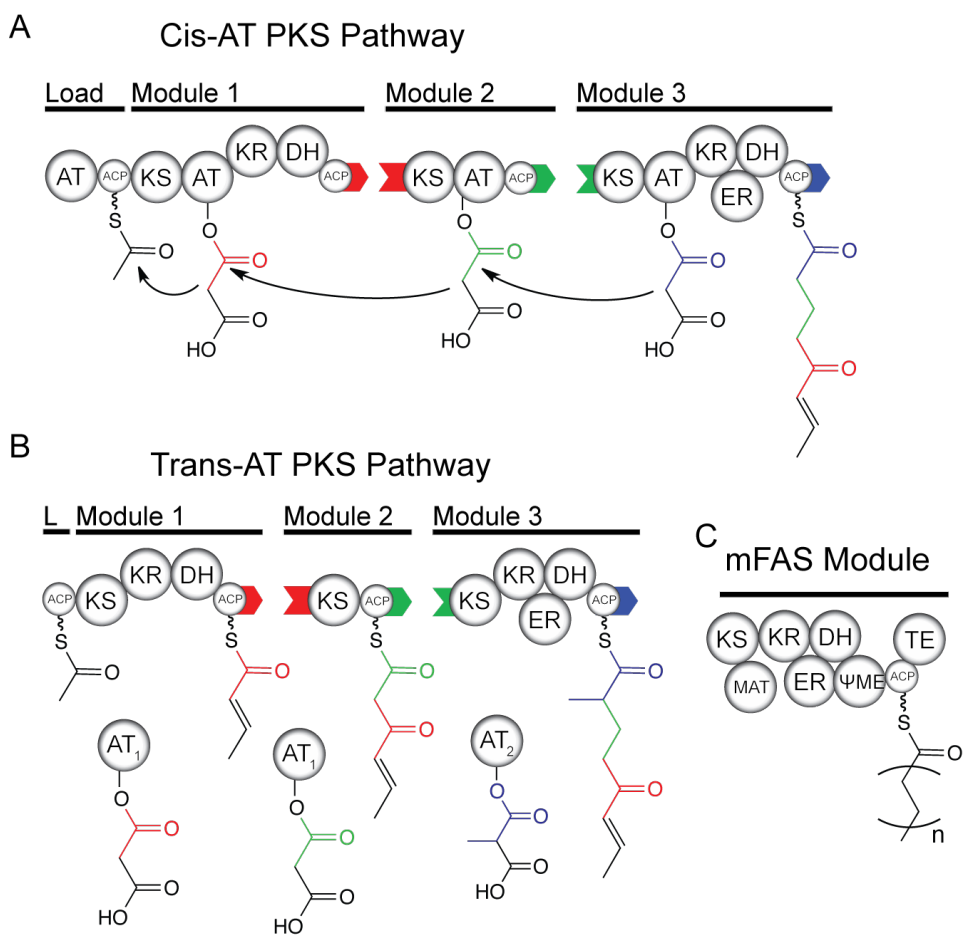 A
Cis-AT PKS Pathway
Load Module 1 Module 2 Module 3
AT ACP KS AT KR DH ACP KS AT ACP KS AT KR DH ER ACP
S O O O S
O O O O
O O O
HO HO HO
O
B
Trans-AT PKS Pathway
L Module 1 Module 2 Module 3
ACP KS KR DH ACP KS ACP KS KR DH ER ACP
S S S S
O O O O
O
AT1 AT1 AT2
O O O O
O O O
O O O
HO HO HO
C
mFAS Module
KS KR DH TE
MAT ER ΨME ACP
S
O
n